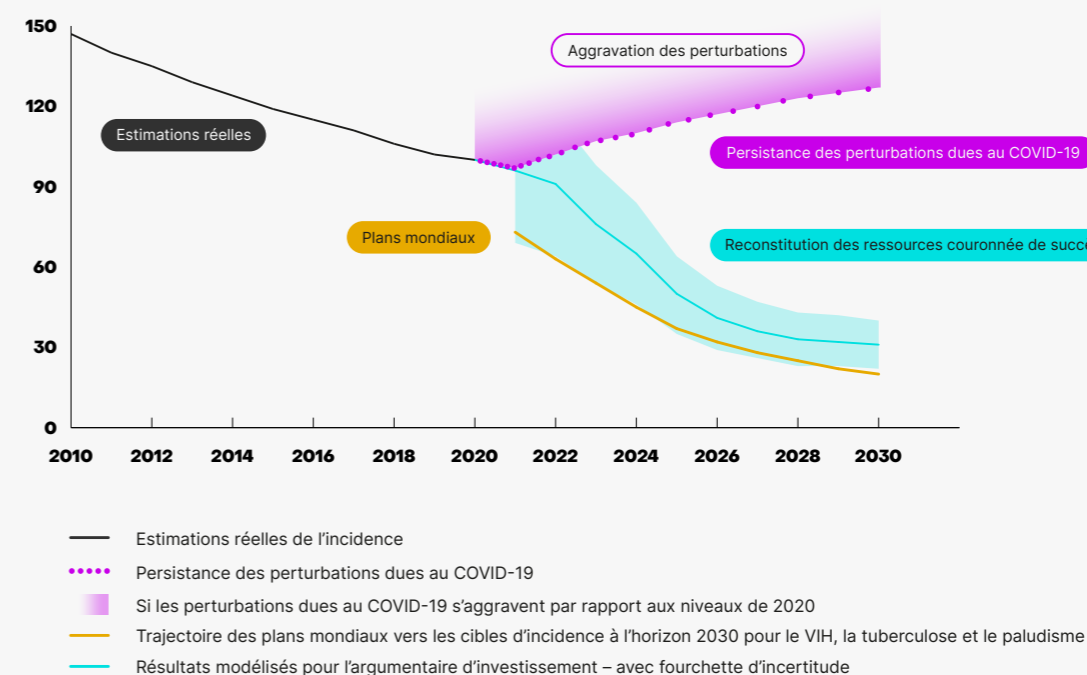 150
Aggravation des perturbations
120
Estimations réelles
Persistance des perturbations dues au COVID-19
90
Plans mondiaux
Reconstitution des ressources couronnée de
60
30
0
2010 2012 2014 2016 2018 2020 2022 2024 2026 2028 2030
Estimations réelles de l’incidence
Persistance des perturbations dues au COVID-19
Si les perturbations dues au COVID-19 s’aggravent par rapport aux niveaux de 2020
Trajectoire des plans mondiaux vers les cibles d’incidence à l’horizon 2030 pour le VIH, la tuberculose et le paludisme
Résultats modélisés pour l’argumentaire d’investissement – avec fourchette d’incertitude